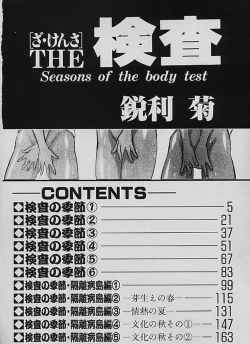 [ざ・けんさ]
THE 検査
Seasons of the body test
鋭利 菊
CONTENTS
検査の季節① 5
検査の季節② 21
検査の季節③ 37
検査の季節④ 51
検査の季節⑤ 67
検査の季節⑥ 83
検査の季節・隔離病島編① 99
検査の季節・隔離病島編② ―芽生えの春― 115
検査の季節・隔離病島編③ ―情熱の夏― 131
検査の季節・隔離病島編④ ―文化の秋その①― 147
検査の季節・隔離病島編⑤ ―文化の秋その②― 163